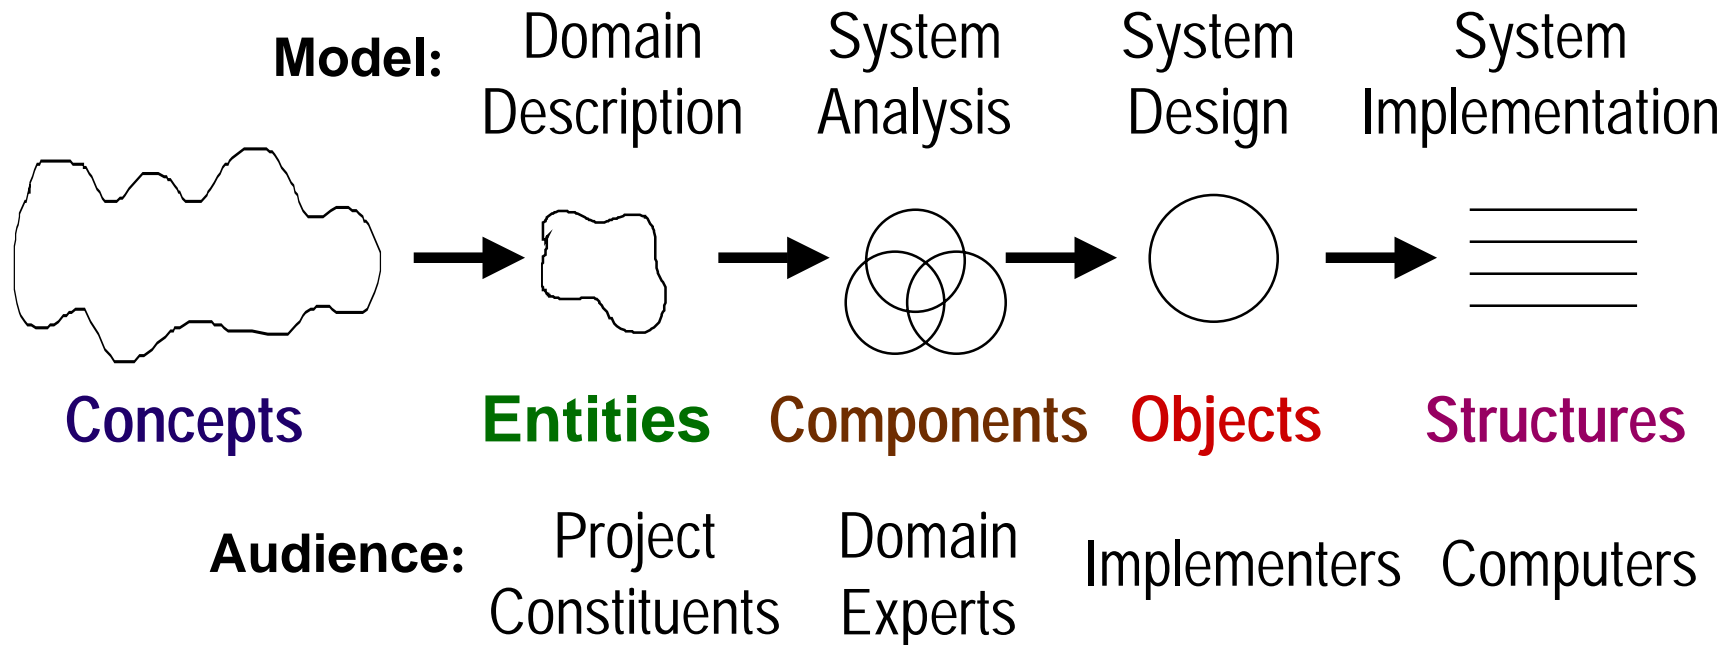 Model: Domain Description System Analysis System Design System Implementation
Concepts Entities Components Objects Structures
Audience: Project Constituents Domain Experts Implementers Computers